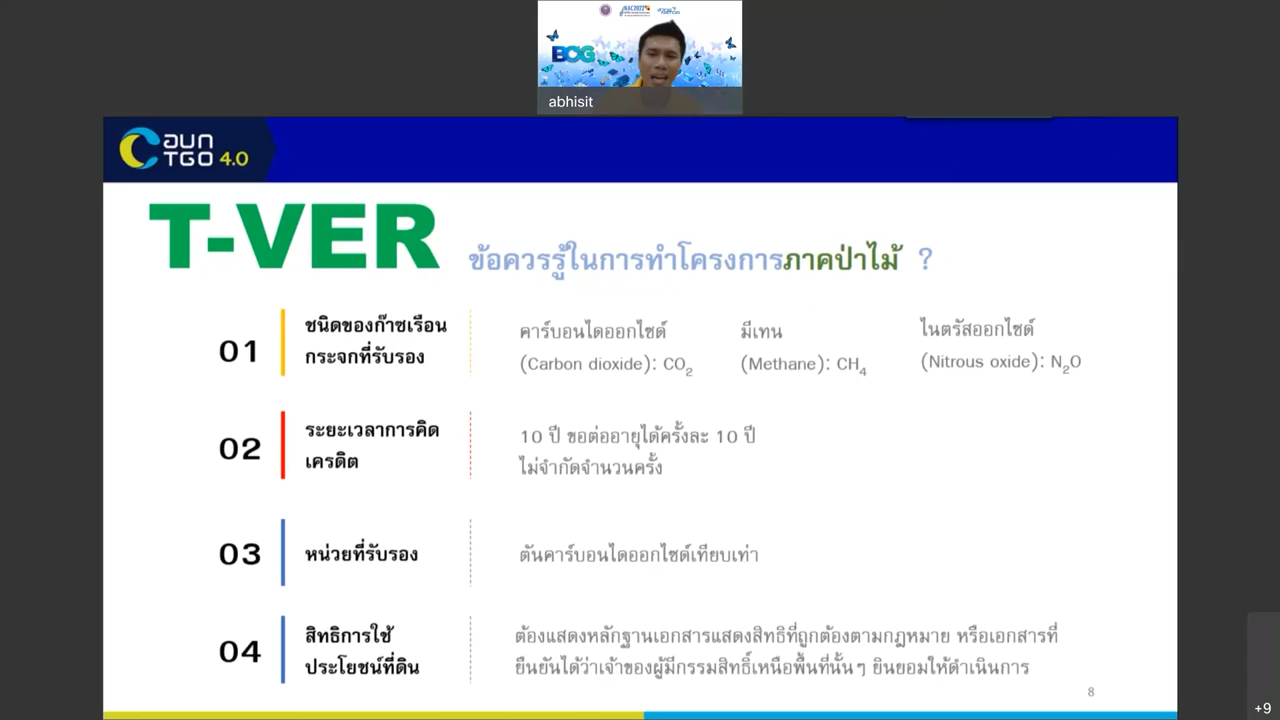 BCG
abhisit
อบก
TGO 4.0
T-VER
ข้อควรรู้ในการทำโครงการภาคป่าไม้ ?
01
ชนิดของก๊าซเรือน
กระจกที่รับรอง
คาร์บอนไดออกไซด์
(Carbon dioxide): CO₂
มีเทน
(Methane): CH₄
ไนตรัสออกไซด์
(Nitrous oxide): N₂O
02
ระยะเวลาการคิด
เครดิต
10 ปี ขอต่ออายุได้ครั้งละ 10 ปี
ไม่จำกัดจำนวนครั้ง
03
หน่วยที่รับรอง
ตันคาร์บอนไดออกไซด์เทียบเท่า
04
สิทธิการใช้
ประโยชน์ที่ดิน
ต้องแสดงหลักฐานเอกสารแสดงสิทธิที่ถูกต้องตามกฎหมาย หรือเอกสารที่
ยืนยันได้ว่าเจ้าของผู้มีกรรมสิทธิ์เหนือพื้นที่นั้นๆ ยินยอมให้ดำเนินการ
8
+9